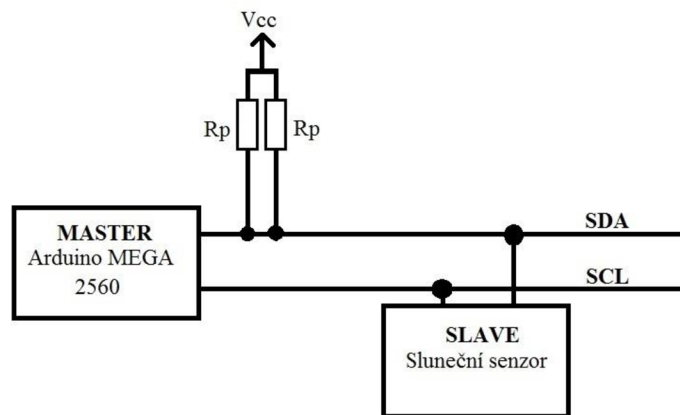 Vcc
Rp
Rp
MASTER
Arduino MEGA
2560
SDA
SCL
SLAVE
Sluneční senzor